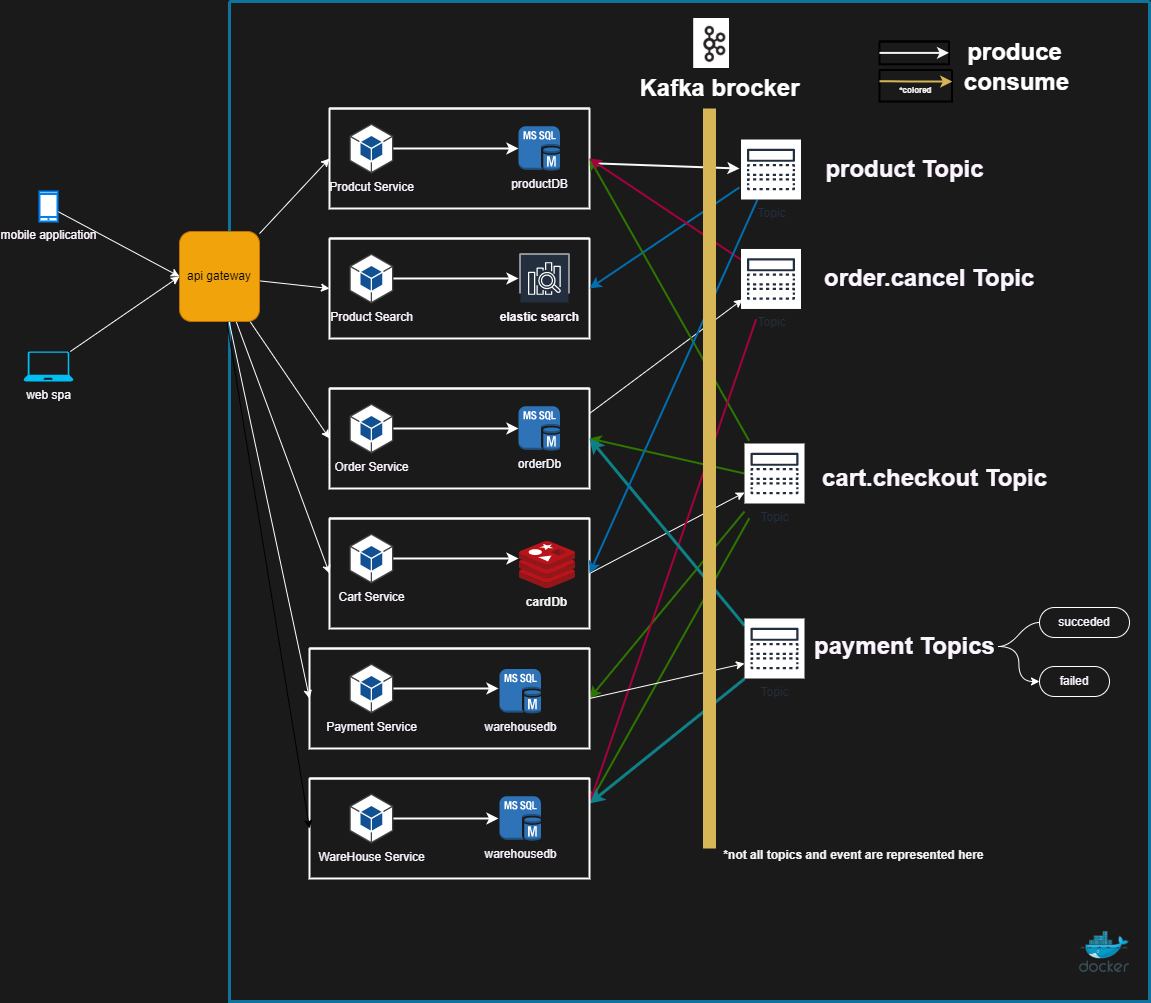 produce
consume
*colored
Kafka brocker
MS SQL
M
Prodcut Service
productDB
product Topic
Topic
mobile application
api gateway
Product Search
elastic search
order.cancel Topic
Topic
web spa
MS SQL
M
Order Service
orderDb
cart.checkout Topic
Topic
Cart Service
cardDb
succeded
payment Topics
failed
Topic
MS SQL
M
Payment Service
warehousedb
MS SQL
M
WareHouse Service
warehousedb
*not all topics and event are represented here
docker